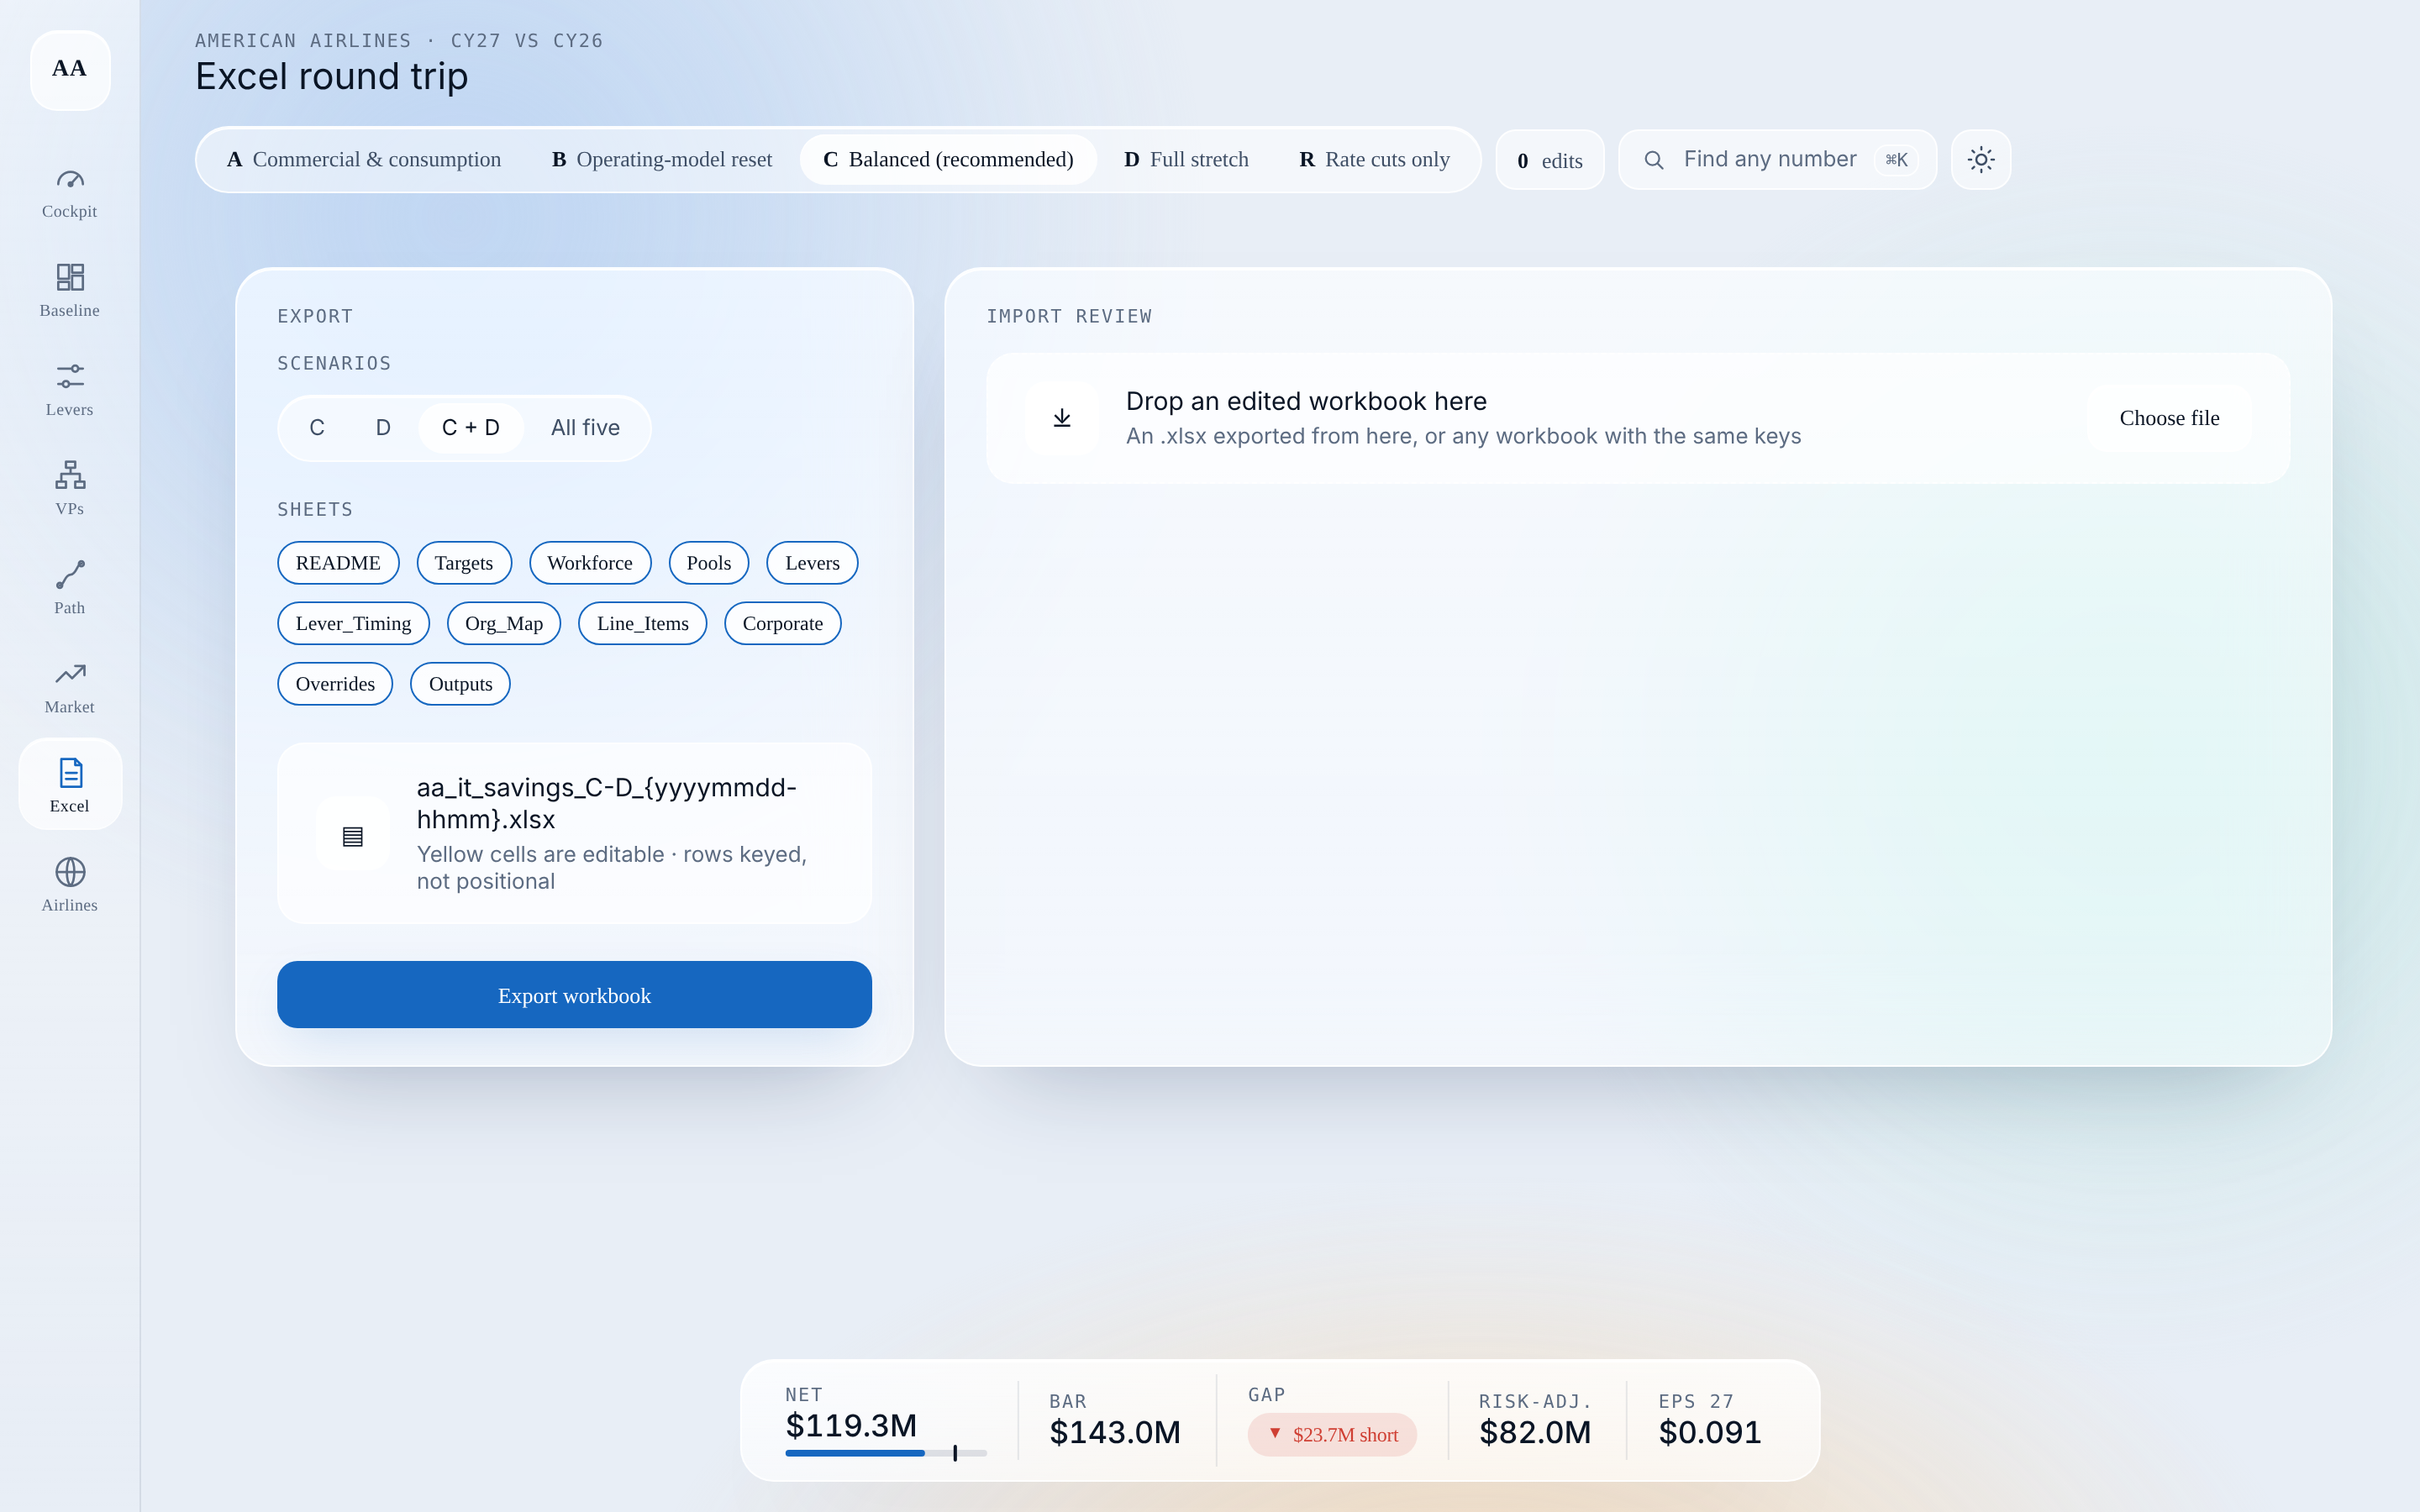 AA
Cockpit
Baseline
Levers
VPs
Path
Market
Excel
Airlines
AMERICAN AIRLINES · CY27 VS CY26
Excel round trip
A Commercial & consumption B Operating-model reset C Balanced (recommended) D Full stretch R Rate cuts only
0 edits
Find any number ⌘K
EXPORT
SCENARIOS
C D C + D All five
SHEETS
README Targets Workforce Pools Levers
Lever_Timing Org_Map Line_Items Corporate
Overrides Outputs
aa_it_savings_C-D_{yyyymmdd-
hhmm}.xlsx
Yellow cells are editable · rows keyed,
not positional
Export workbook
IMPORT REVIEW
Drop an edited workbook here
An .xlsx exported from here, or any workbook with the same keys
Choose file
NET
$119.3M
BAR
$143.0M
GAP
▼ $23.7M short
RISK-ADJ.
$82.0M
EPS 27
$0.091